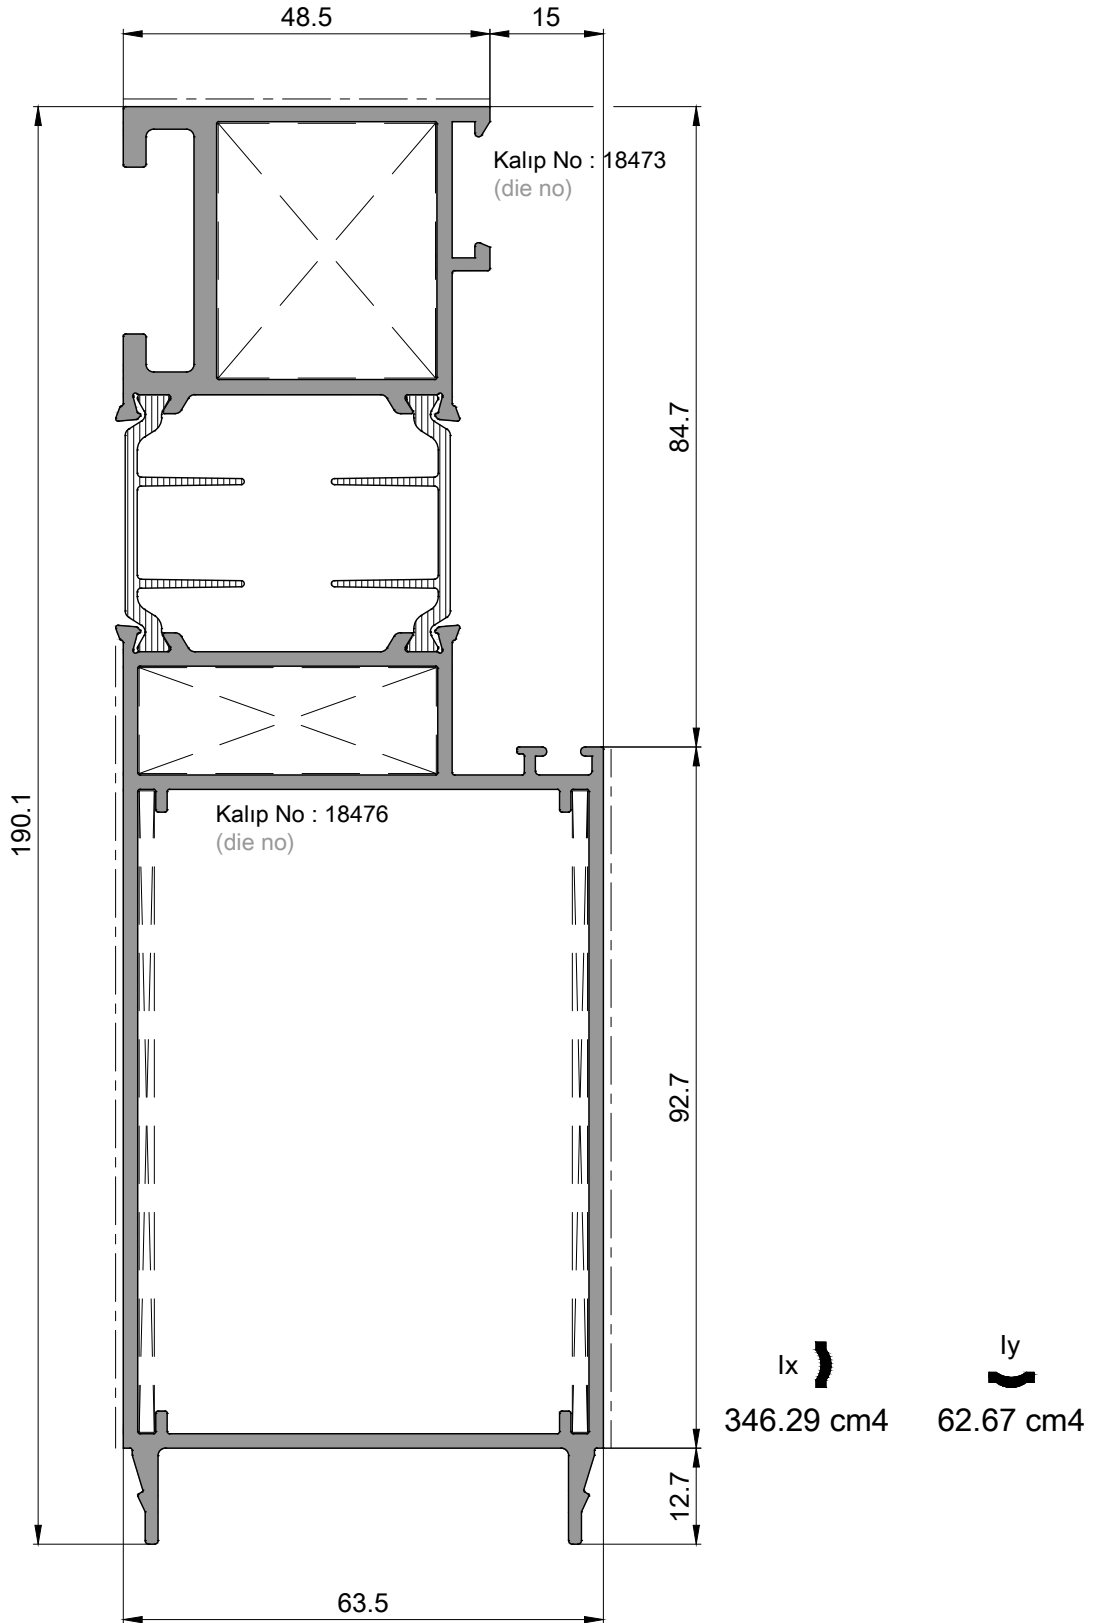 48.5
15
Kalıp No : 18473
(die no)
84.7
190.1
Kalıp No : 18476
(die no)
92.7
Ix
Iy
346.29 cm4
62.67 cm4
12.7
63.5